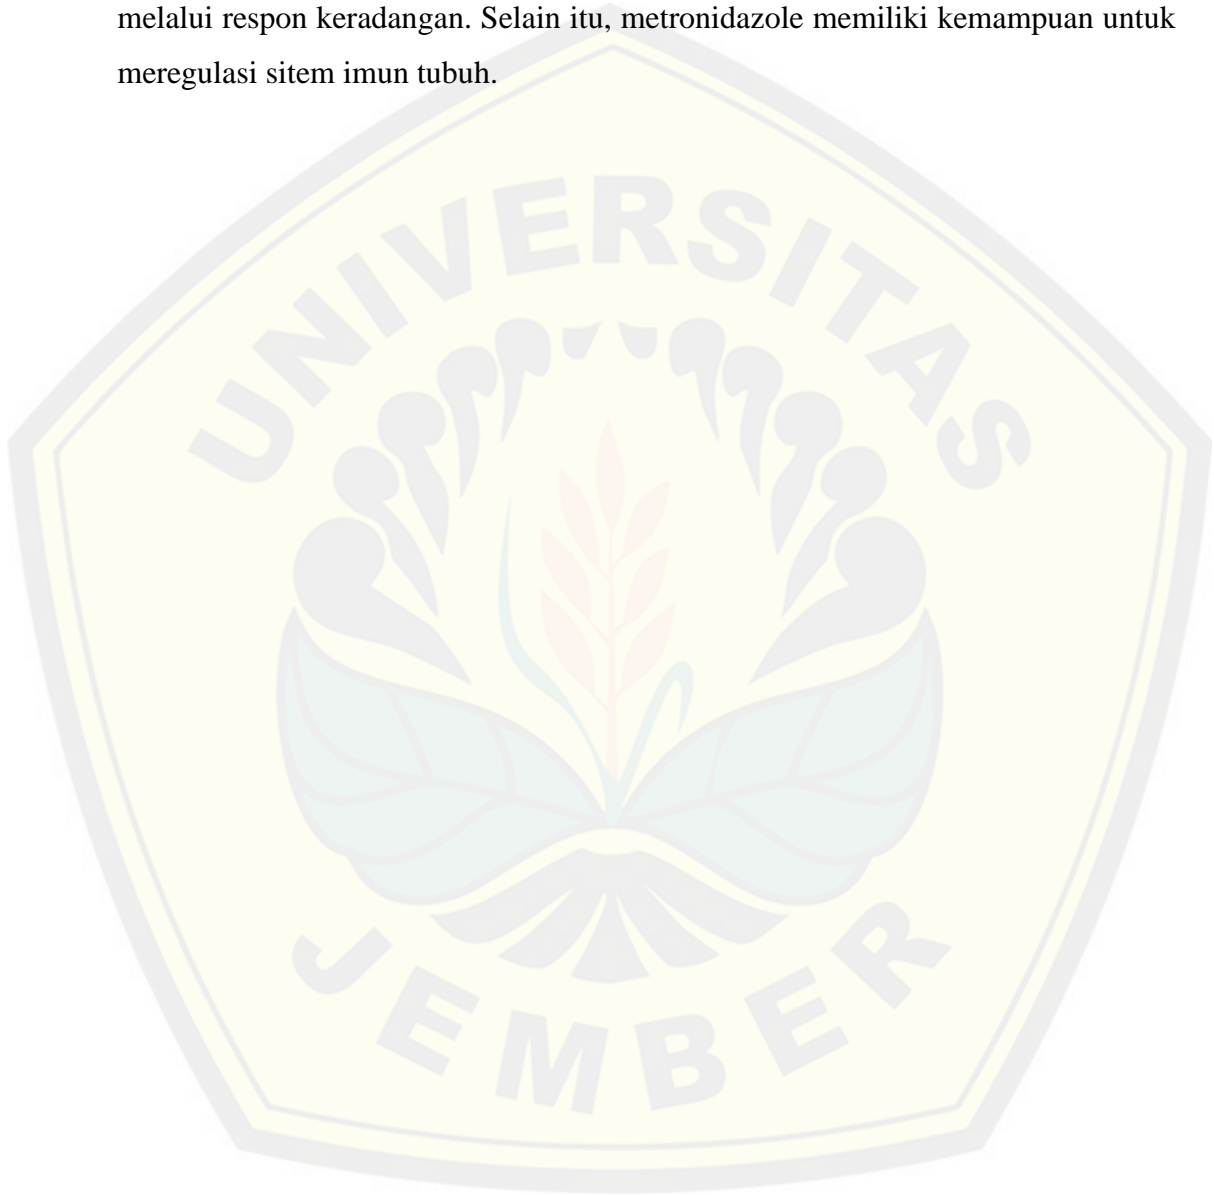 melalui respon keradangan. Selain itu, metronidazole memiliki kemampuan untuk
meregulasi sitem imun tubuh.
UNIVERSITAS
JEMBER